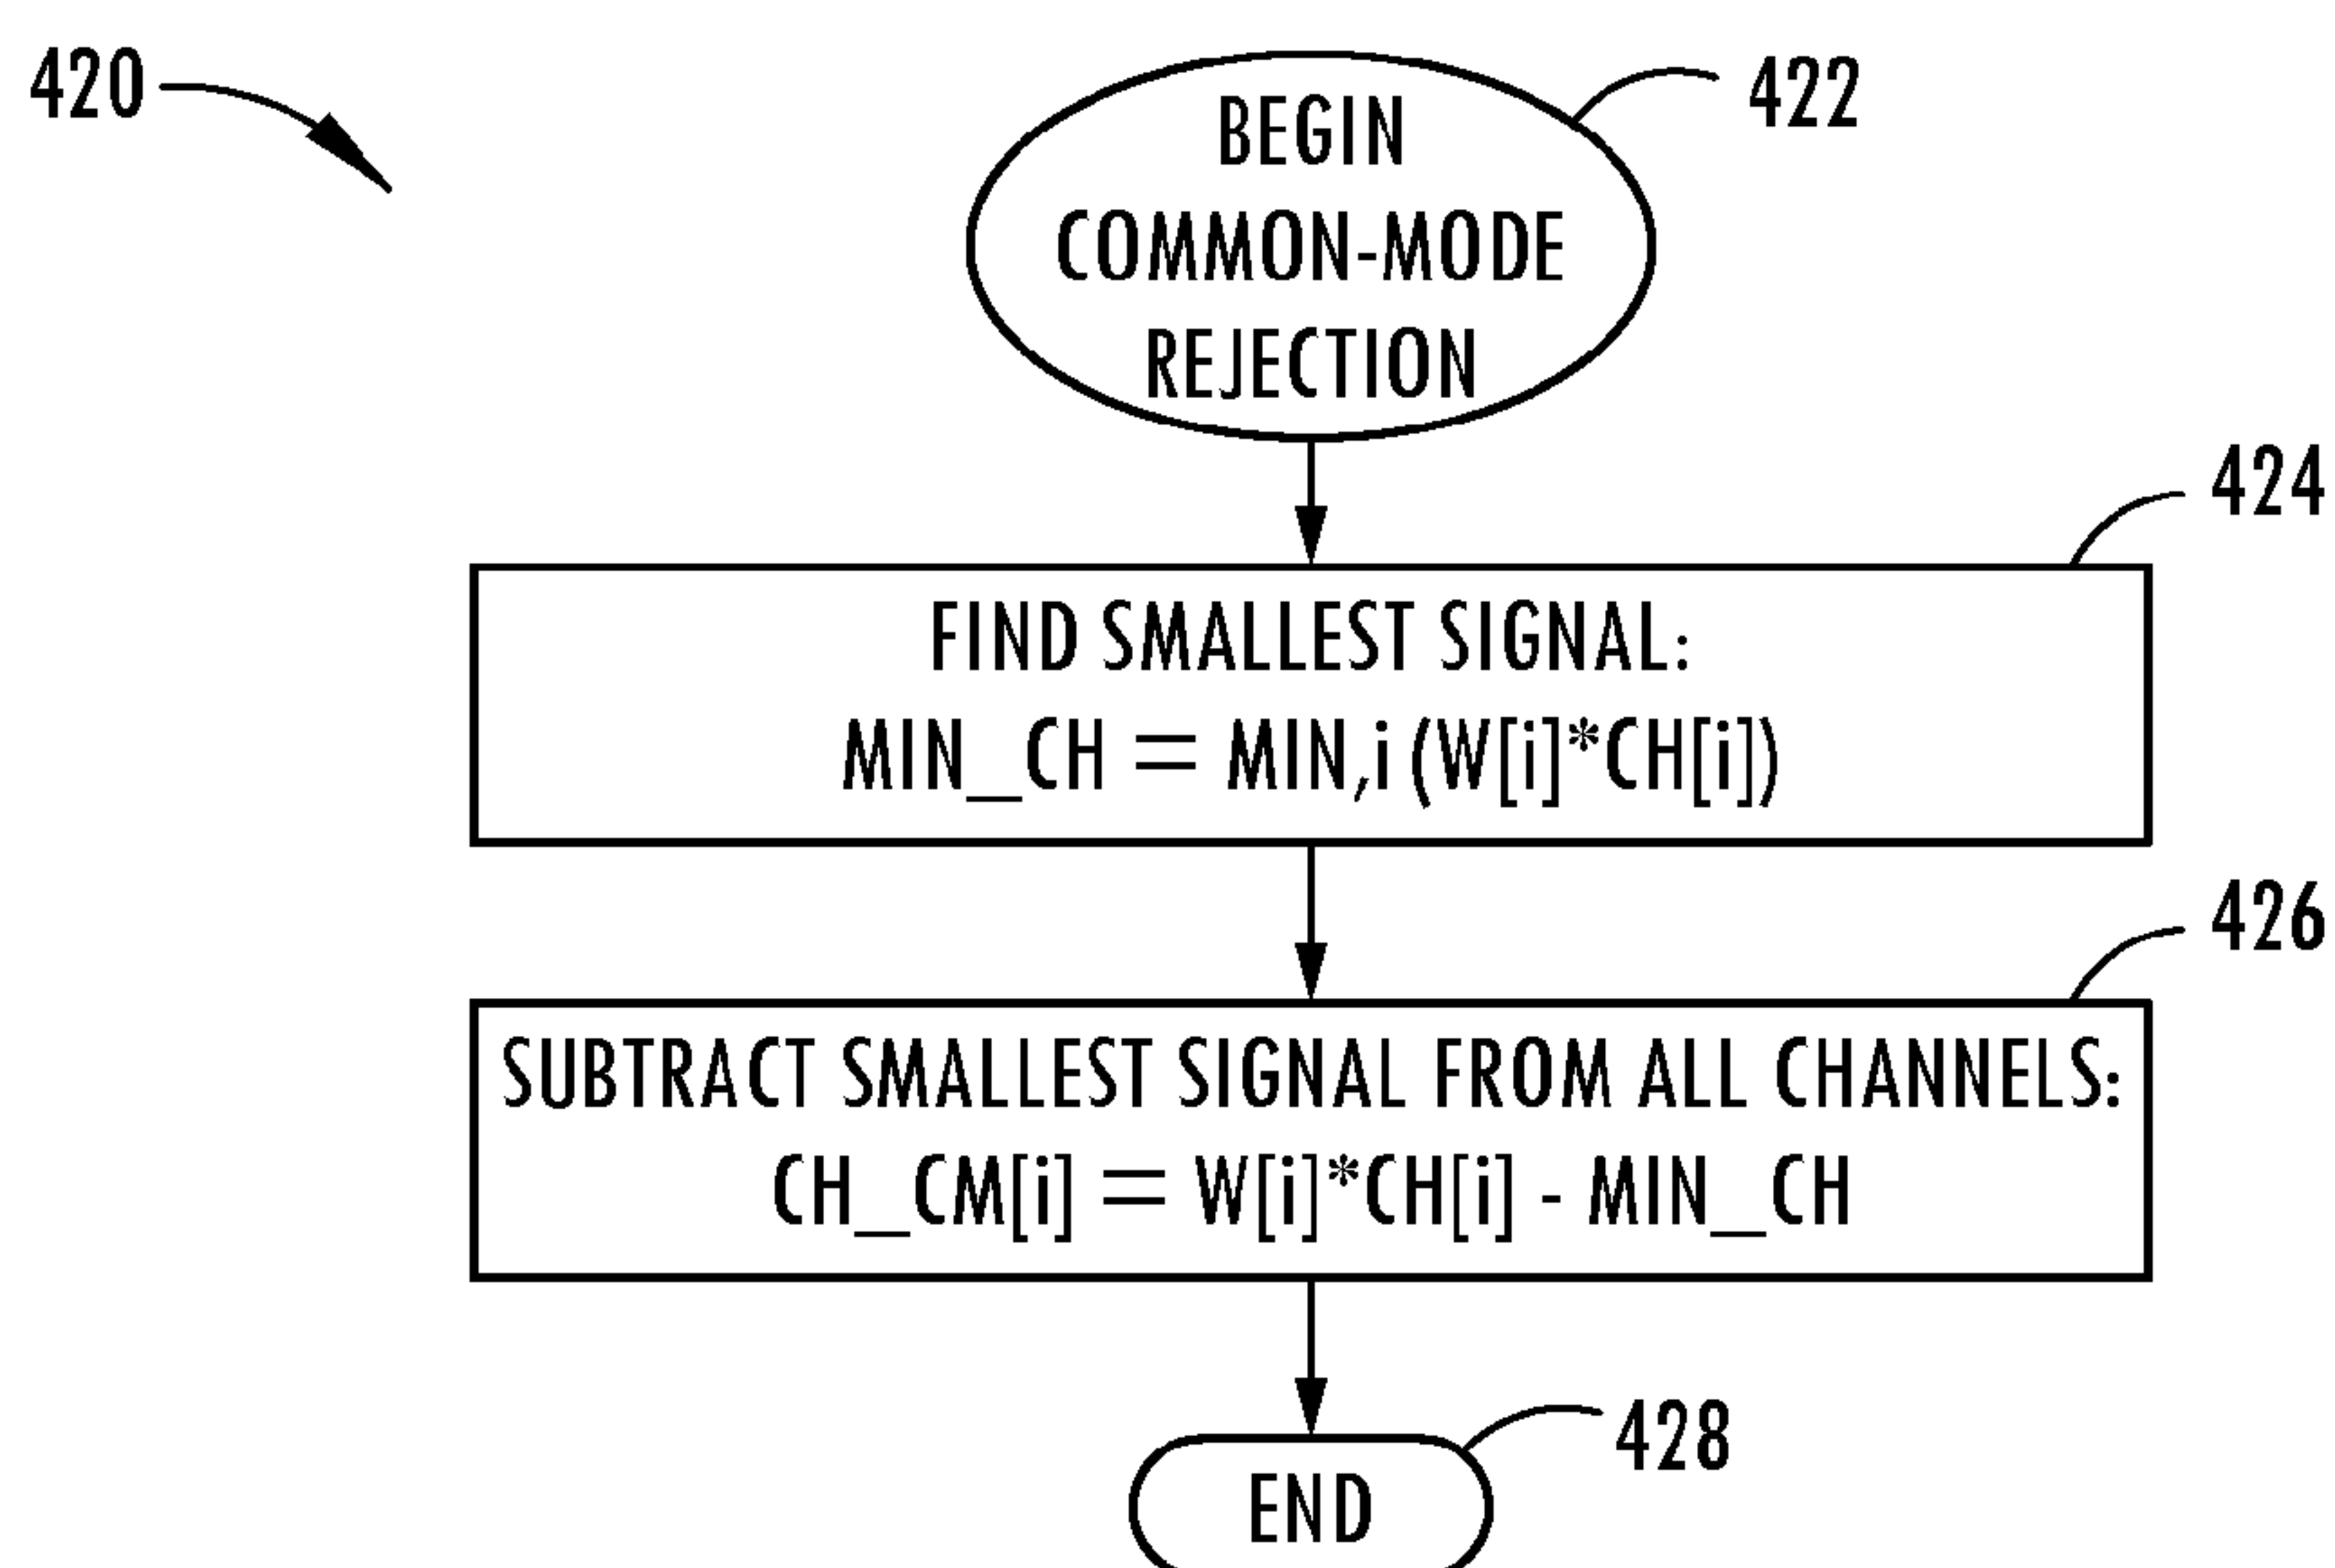 420
BEGIN
422
COMMON-MODE
REJECTION
424
FIND SMALLEST SIGNAL:
MIN_CH = MIN,i (W[i]*CH[i])
426
SUBTRACT SMALLEST SIGNAL FROM ALL CHANNELS:
CH_CM[i] = W[i]*CH[i] - MIN_CH
428
END